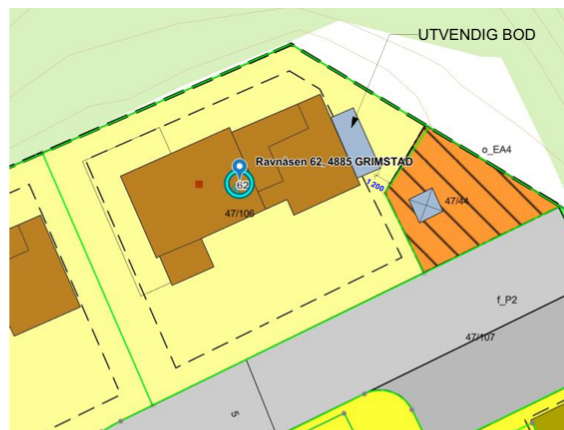 UTVENDIG BOD
o_EA4
Ravnåsen 62, 4885 GRIMSTAD
62
1200
47/44
47/106
f_P2
47/107
5